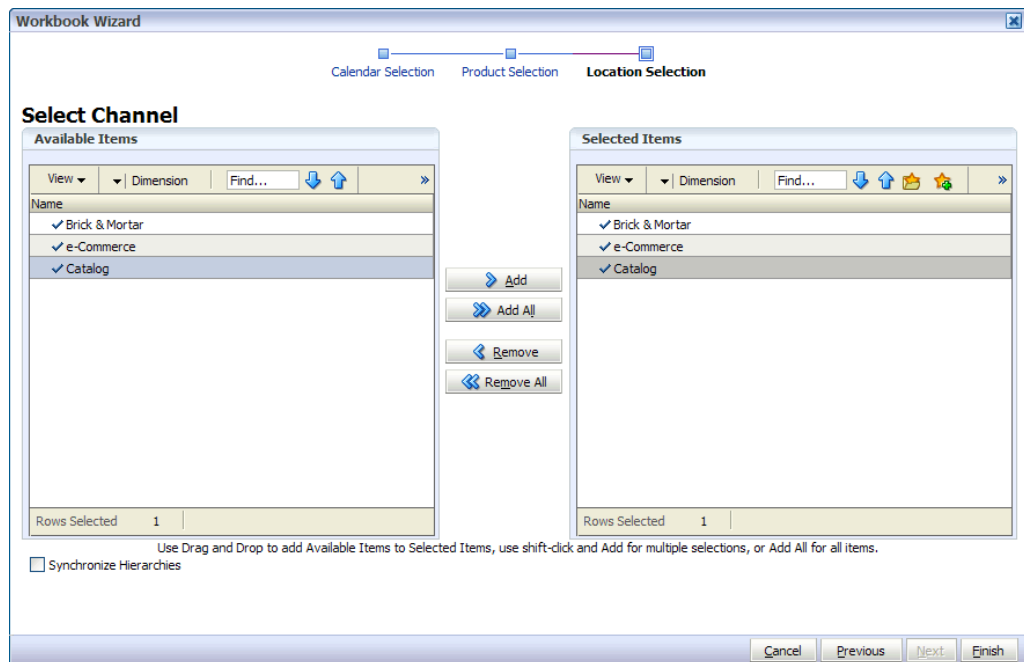 Workbook Wizard
Calendar Selection Product Selection Location Selection
Select Channel
Available Items
View Dimension Find... »
Name
Brick & Mortar
e-Commerce
Catalog
Rows Selected 1
Add
Add All
Remove
Remove All
Selected Items
View Dimension Find... »
Name
Brick & Mortar
e-Commerce
Catalog
Rows Selected 1
Use Drag and Drop to add Available Items to Selected Items, use shift-click and Add for multiple selections, or Add All for all items.
Synchronize Hierarchies
Cancel Previous Next Finish